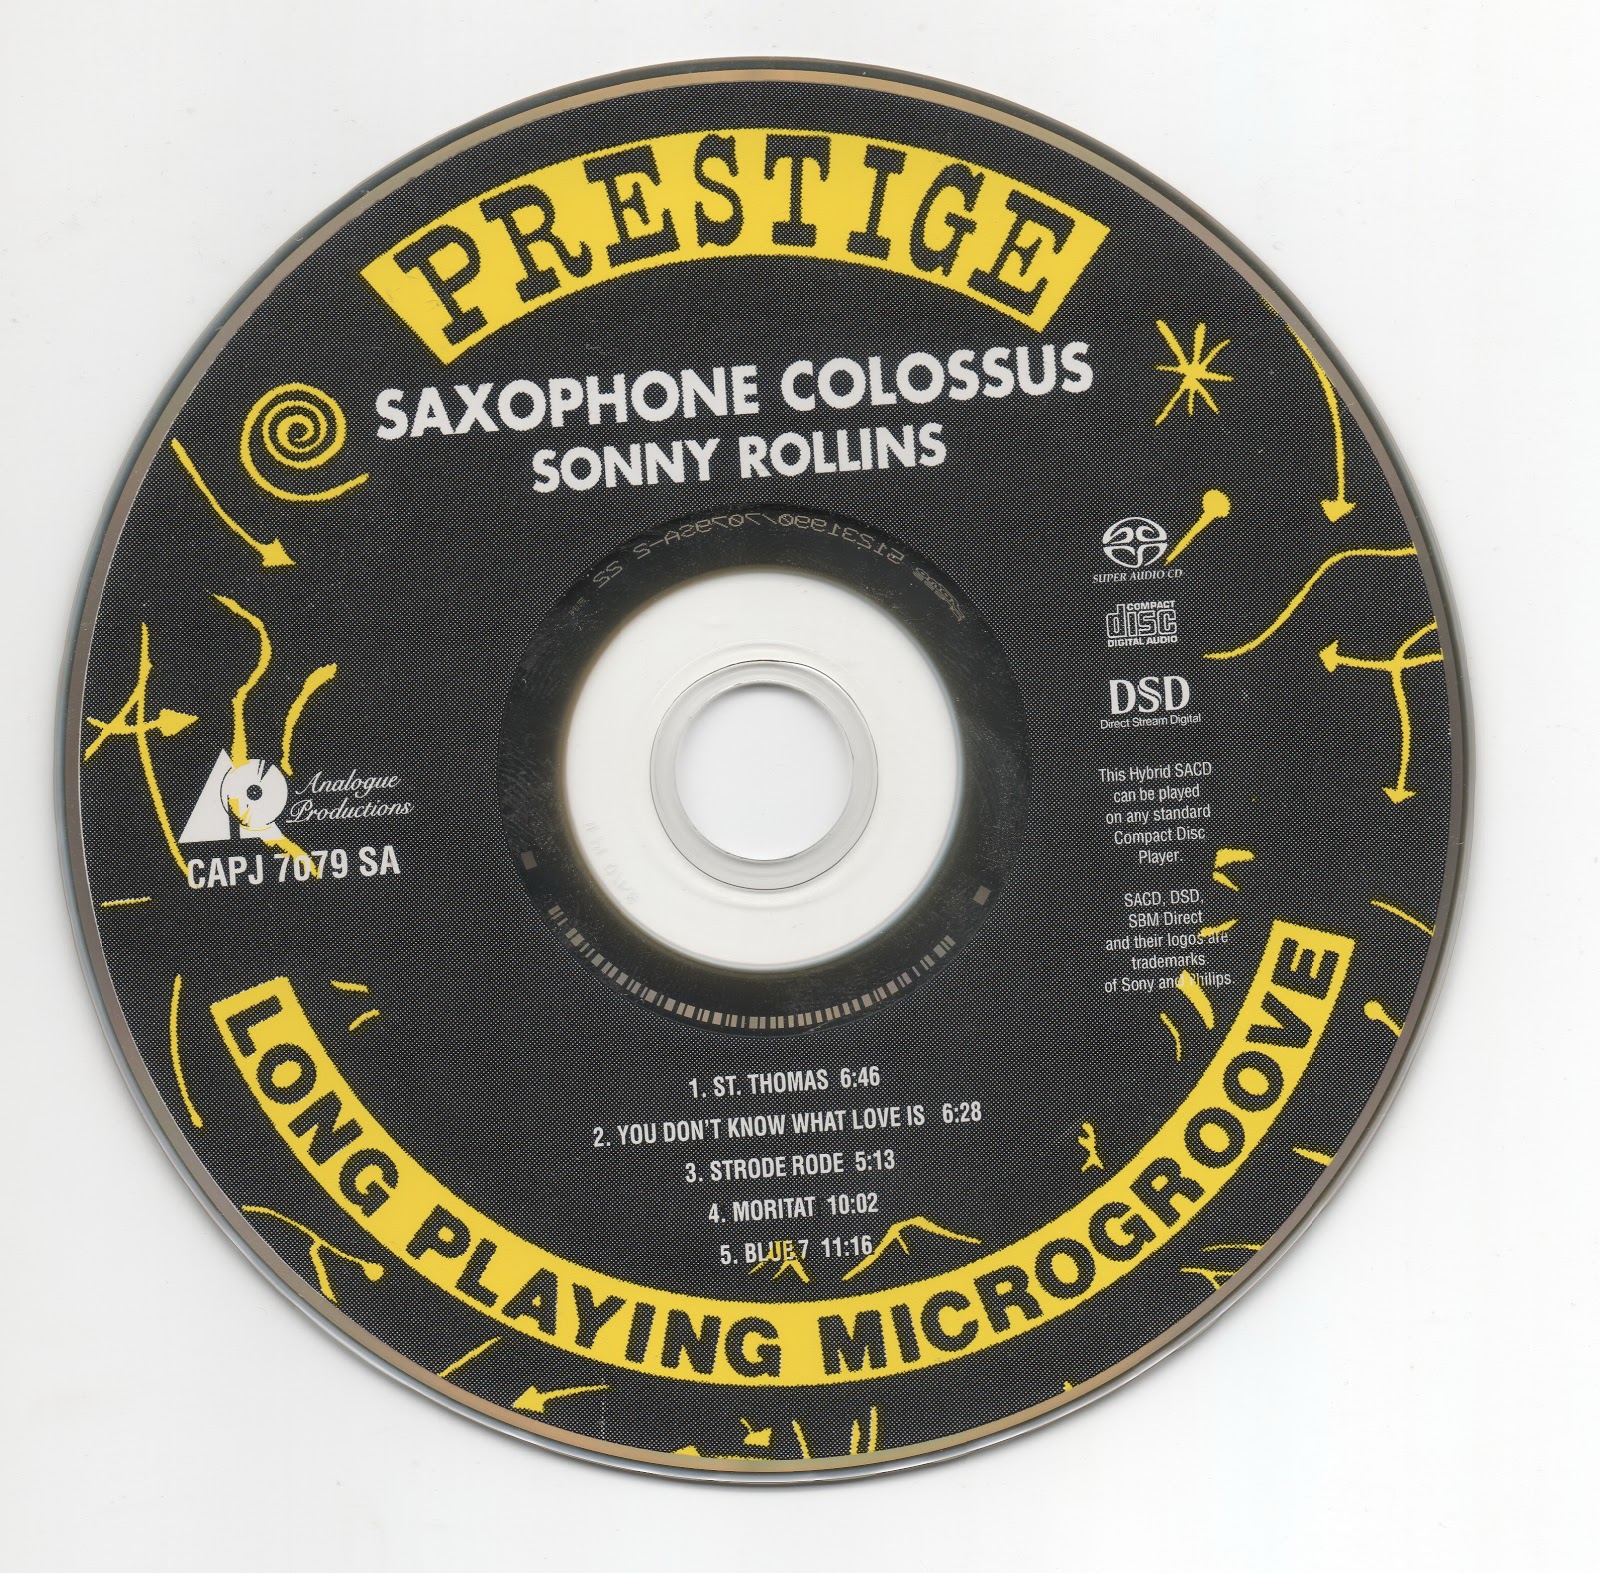 PRESTIGE
SAXOPHONE COLOSSUS
SONNY ROLLINS
SUPER AUDIO CD
COMPACT
disc
DIGITAL AUDIO
DSD
Direct Stream Digital
This Hybrid SACD
can be played
on any standard
Compact Disc
Player.
SACD, DSD,
SBM Direct
and their logos are
trademarks
of Sony and Philips.
Analogue
Productions
CAPJ 7079 SA
1. ST. THOMAS 6:46
2. YOU DON'T KNOW WHAT LOVE IS 6:28
3. STRODE RODE 5:13
4. MORITAT 10:02
5. BLUE 7 11:16
LONG PLAYING MICROGROOVE